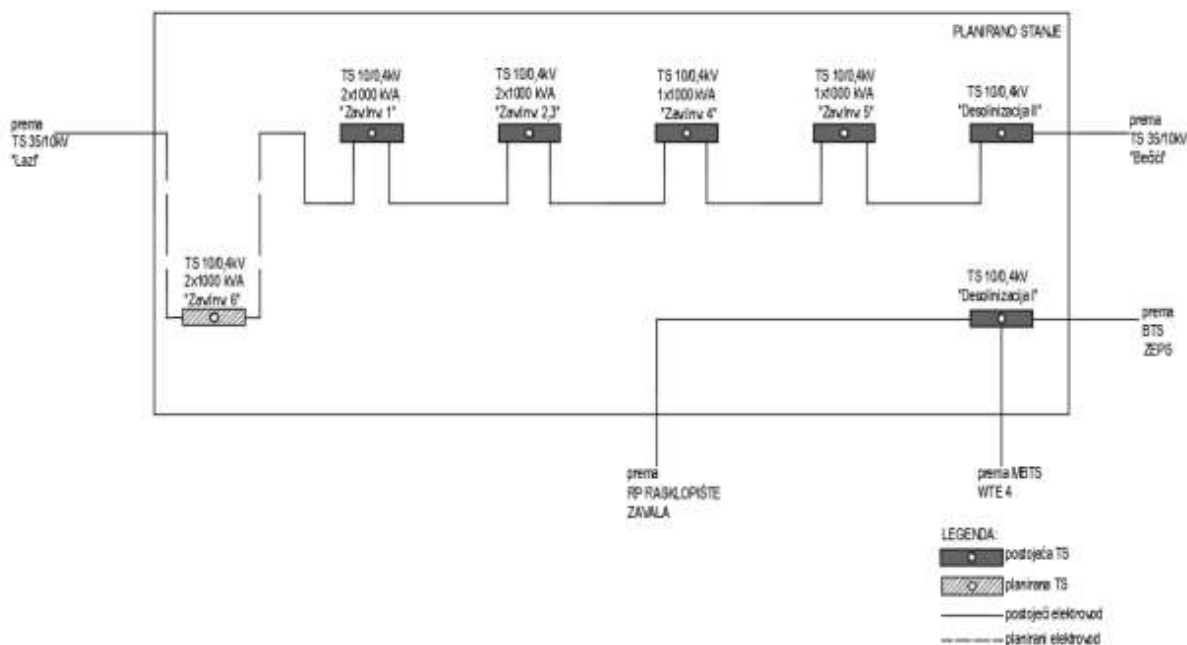 PLANIRANO STANJE
TS 10/0,4kV
2x1000 kVA
"ZavInv 1"
TS 10/0,4kV
2x1000 kVA
"ZavInv 2,3"
TS 10/0,4kV
1x1000 kVA
"ZavInv 4"
TS 10/0,4kV
1x1000 kVA
"ZavInv 5"
TS 10/0,4kV
"Desolinizacija II"
prema
TS 35/10kV
"Lazi"
prema
TS 35/10kV
"Bečići"
TS 10/0,4kV
2x1000 kVA
"ZavInv 6"
TS 10/0,4kV
"Desolinizacija I"
prema
BTS
ZEPS
prema
RP RASKLOPIŠTE
ZAVALA
prema MBTS
WTE 4
LEGENDA:
postojeća TS
planirana TS
postojeći elektrovod
planirani elektrovod